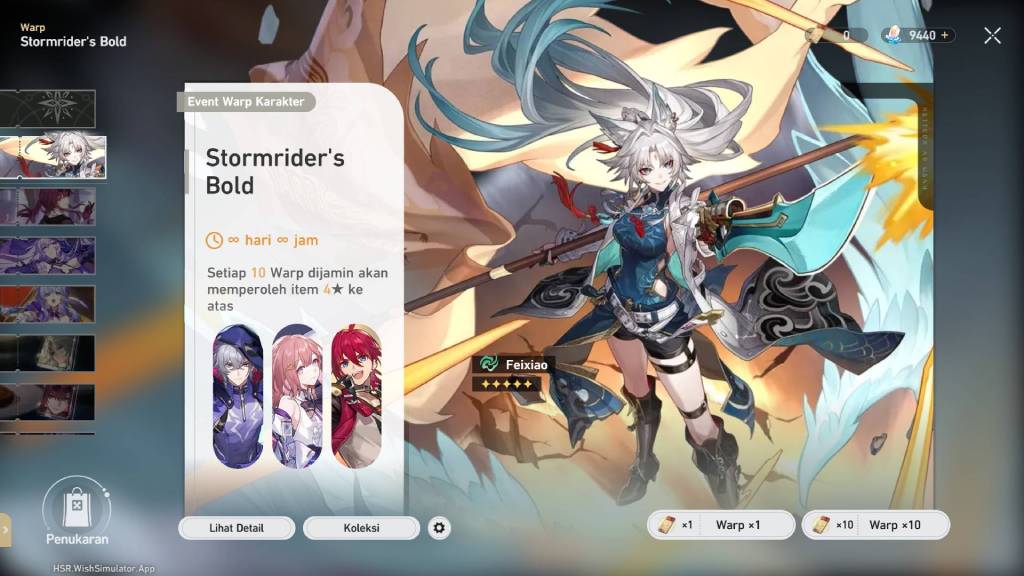 Warp
Stormrider's Bold
0
9440 +
Event Warp Karakter
Stormrider's
Bold
∞ hari ∞ jam
Setiap 10 Warp dijamin akan
memperoleh item 4★ ke
atas
Feixiao
Penukaran
Lihat Detail
Koleksi
×1
Warp ×1
×10
Warp ×10
HSR.WishSimulator.App